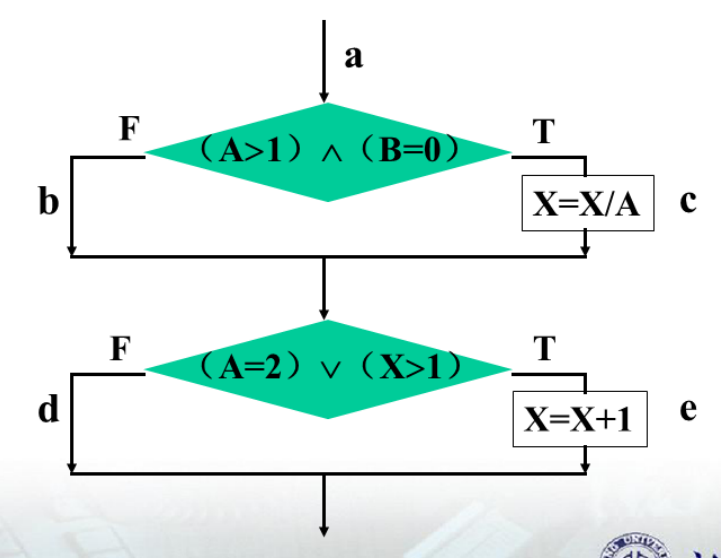 a
F
（A>1）∧（B=0）
T
b
X=X/A
c
F
（A=2）∨（X>1）
T
d
X=X+1
e